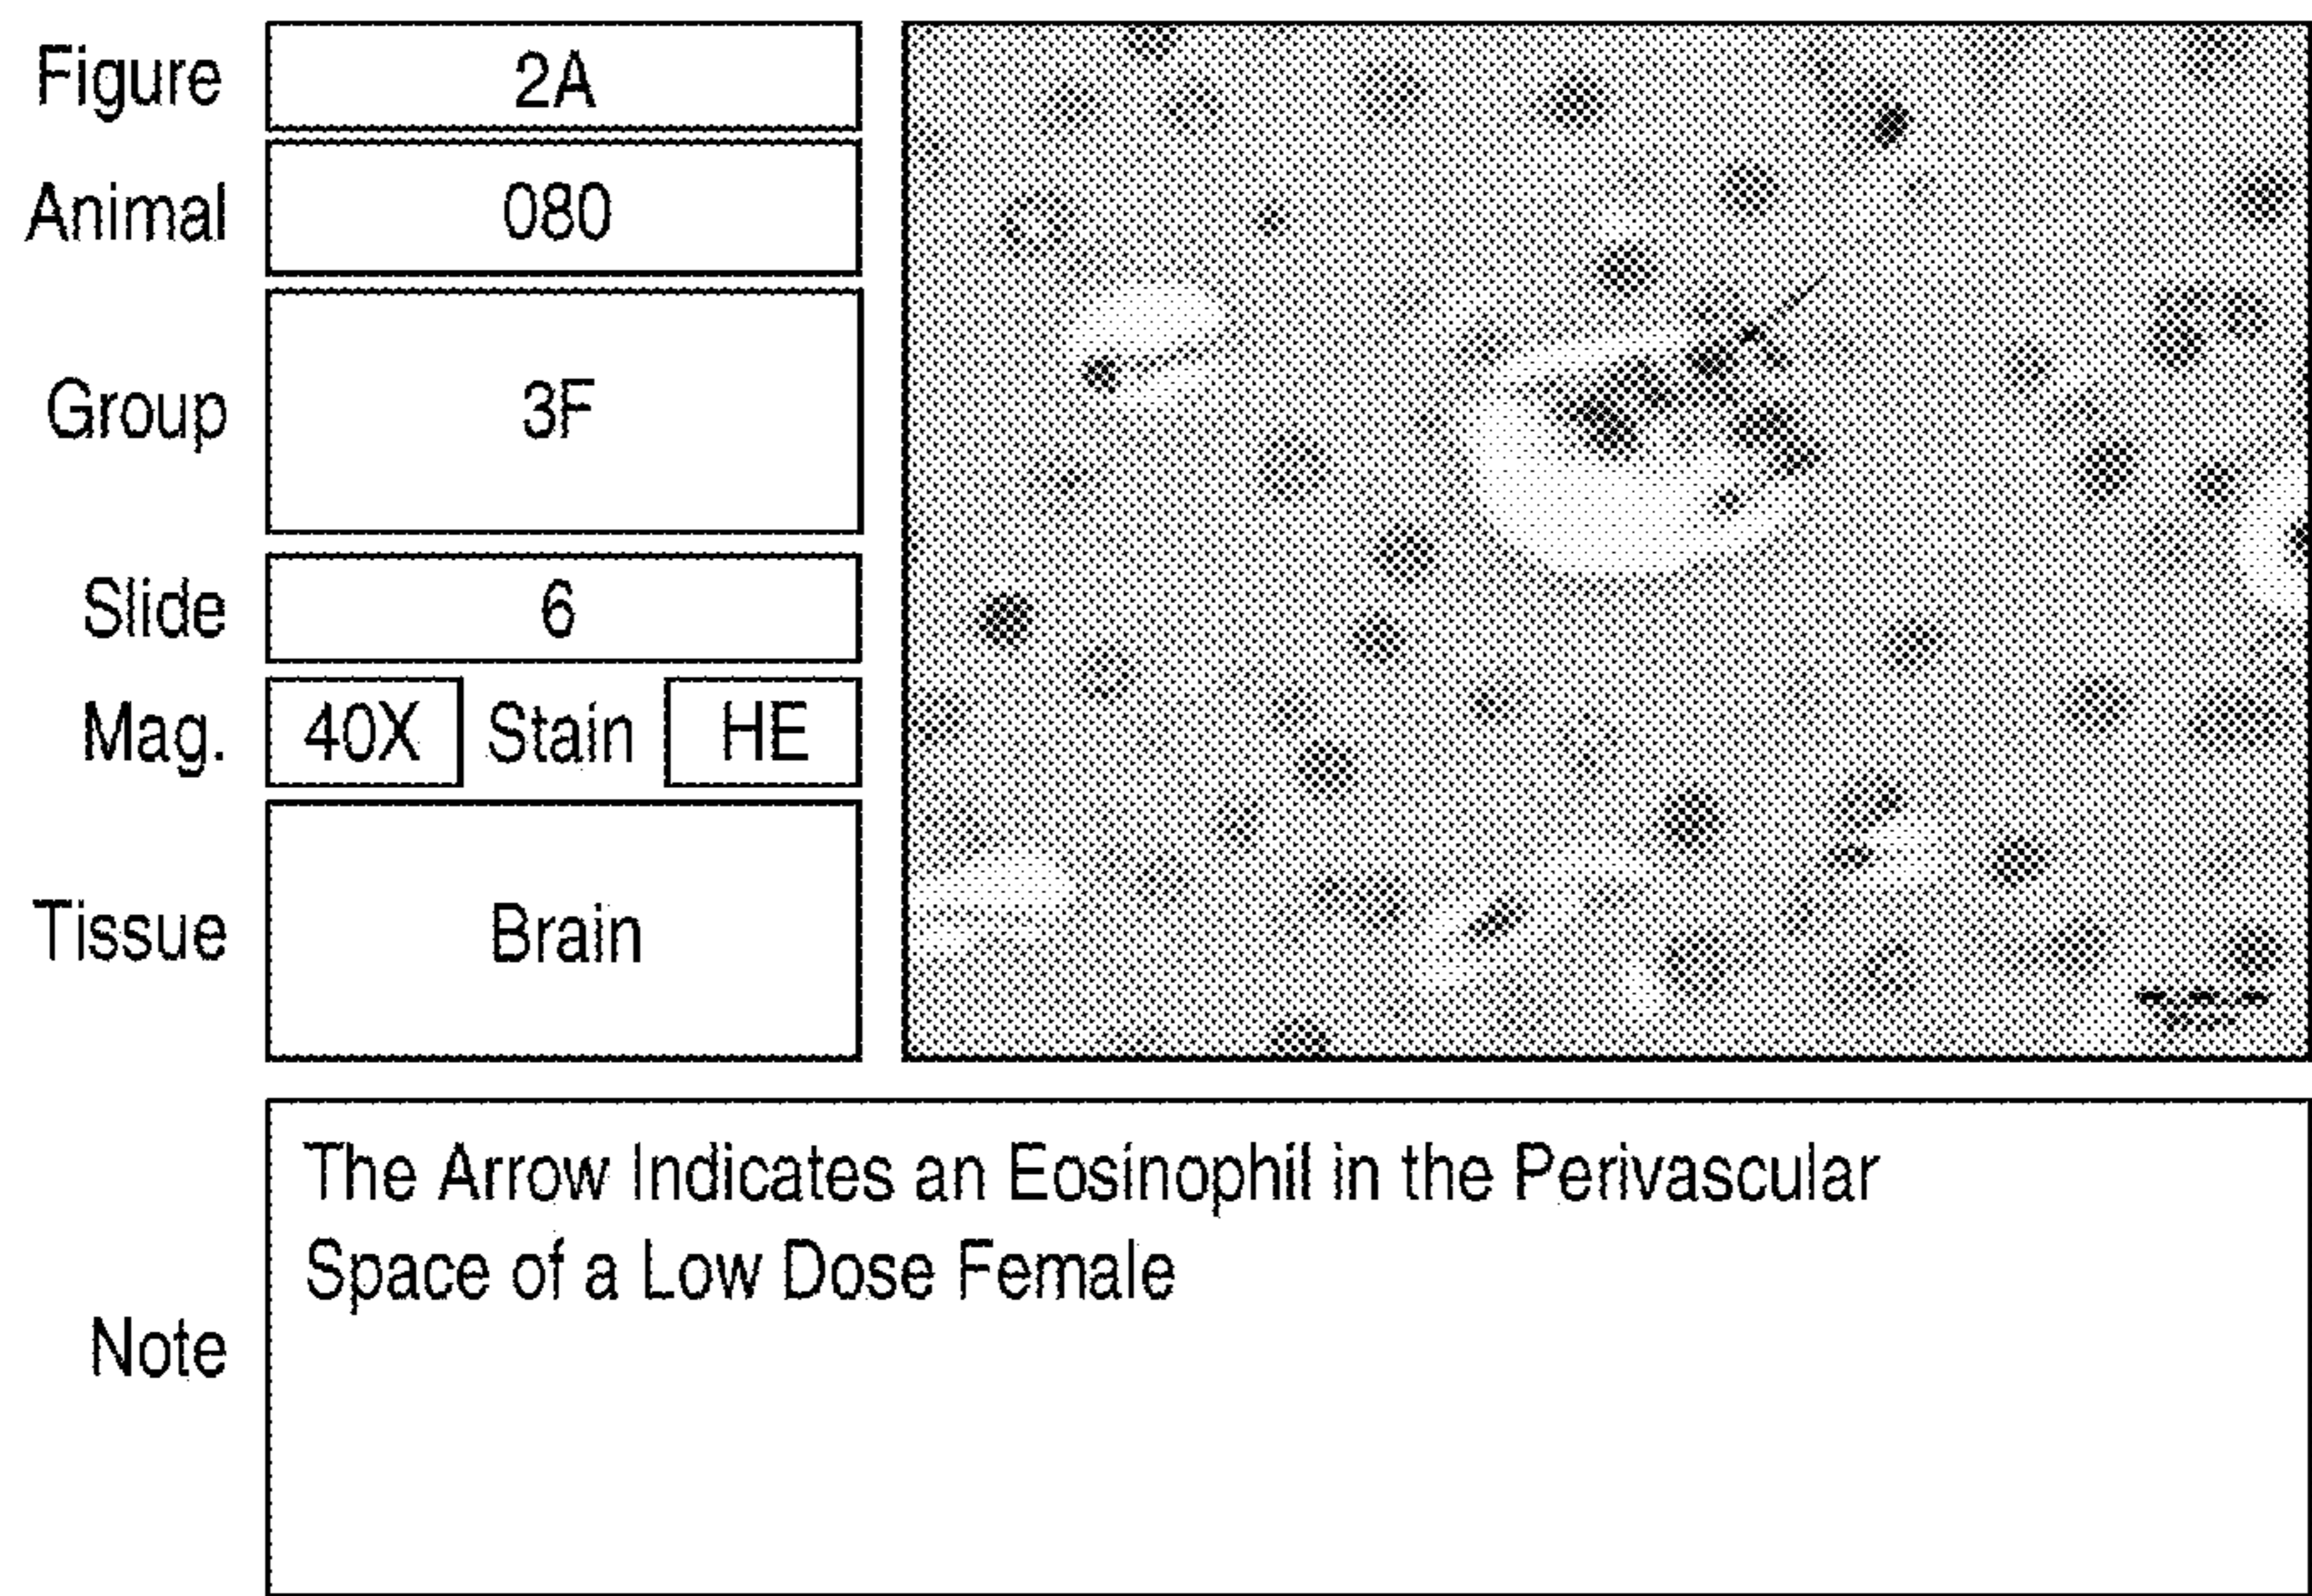 Figure 2A
Animal 080
Group 3F
Slide 6
Mag. 40X Stain HE
Tissue Brain
Note
The Arrow Indicates an Eosinophil in the Perivascular
Space of a Low Dose Female